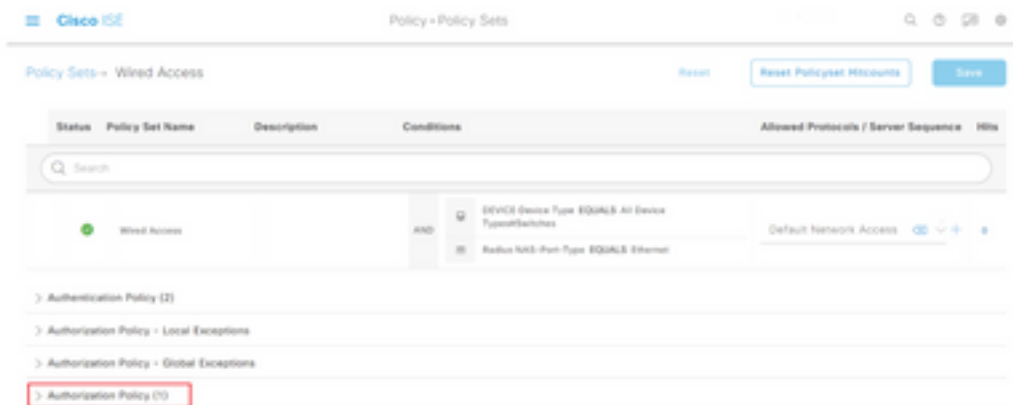 Cisco ISE
Policy · Policy Sets
Policy Sets→ Wired Access
Reset
Reset Policyset Hitcounts
Save
Status Policy Set Name Description Conditions Allowed Protocols / Server Sequence Hits
Search
Wired Access
AND
DEVICE·Device Type EQUALS All Device
Types#Switches
Radius·NAS-Port-Type EQUALS Ethernet
Default Network Access
0
Authentication Policy (2)
Authorization Policy - Local Exceptions
Authorization Policy - Global Exceptions
Authorization Policy (1)